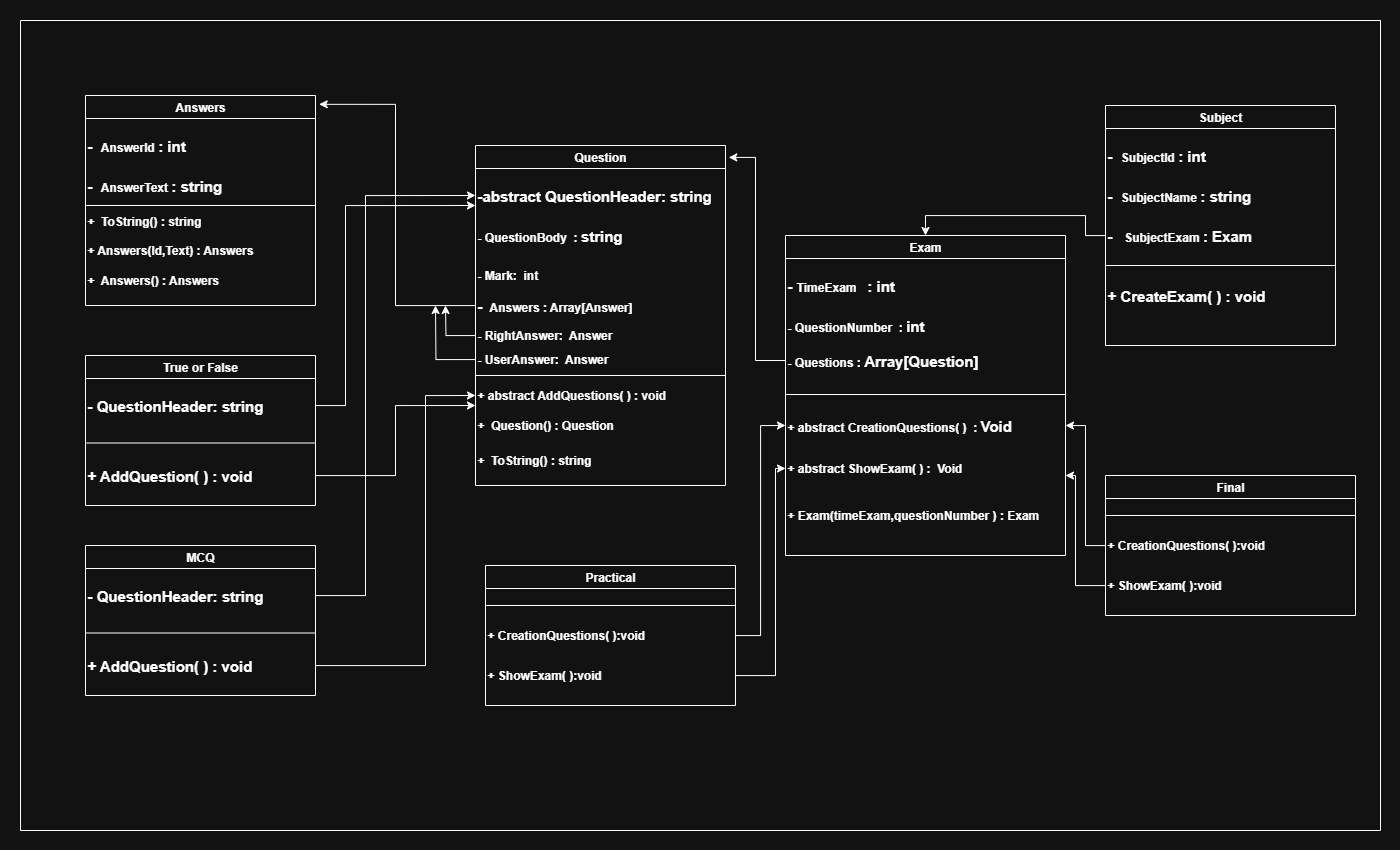 Answers
- AnswerId : int
- AnswerText : string
+ ToString() : string
+ Answers(Id,Text) : Answers
+ Answers() : Answers
True or False
- QuestionHeader: string
+ AddQuestion( ) : void
MCQ
- QuestionHeader: string
+ AddQuestion( ) : void
Question
-abstract QuestionHeader: string
- QuestionBody : string
- Mark: int
- Answers : Array[Answer]
- RightAnswer: Answer
- UserAnswer: Answer
+ abstract AddQuestions( ) : void
+ Question() : Question
+ ToString() : string
Practical
+ CreationQuestions( ):void
+ ShowExam( ):void
Exam
- TimeExam : int
- QuestionNumber : int
- Questions : Array[Question]
+ abstract CreationQuestions( ) : Void
+ abstract ShowExam( ) : Void
+ Exam(timeExam,questionNumber ) : Exam
Subject
- SubjectId : int
- SubjectName : string
- SubjectExam : Exam
+ CreateExam( ) : void
Final
+ CreationQuestions( ):void
+ ShowExam( ):void